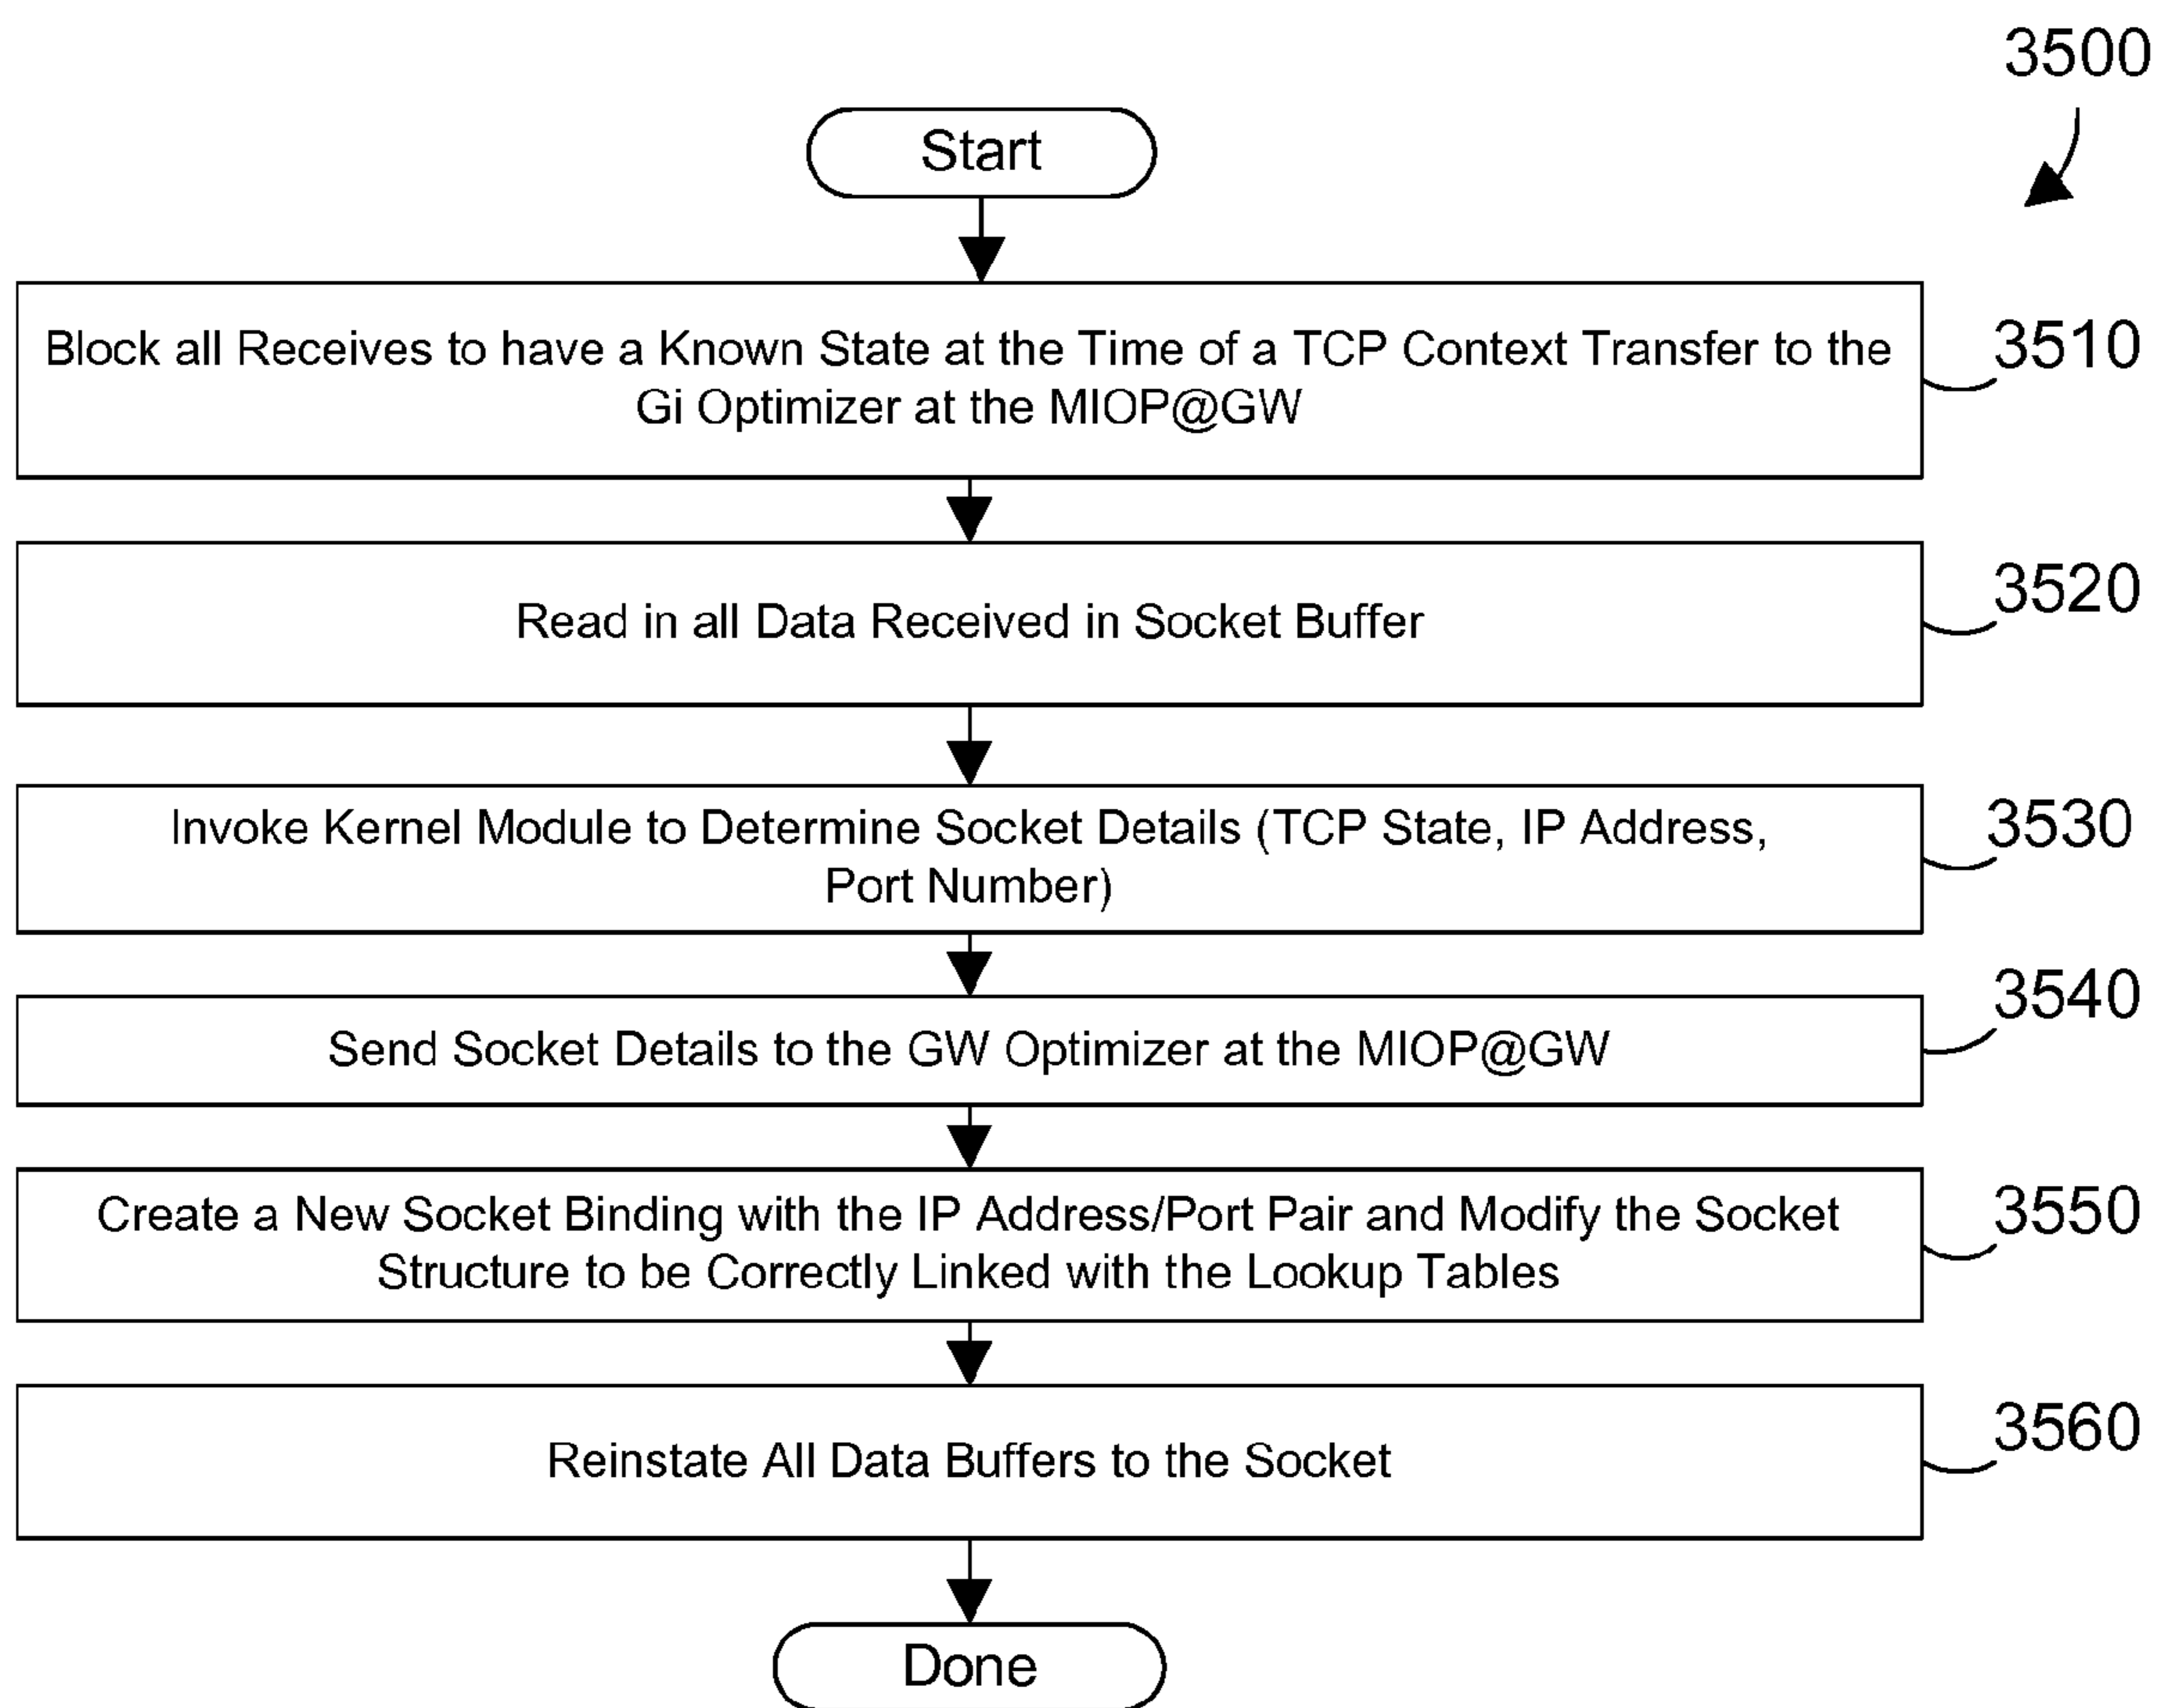 3500
Start
Block all Receives to have a Known State at the Time of a TCP Context Transfer to the
Gi Optimizer at the MIOP@GW
3510
Read in all Data Received in Socket Buffer
3520
Invoke Kernel Module to Determine Socket Details (TCP State, IP Address,
Port Number)
3530
Send Socket Details to the GW Optimizer at the MIOP@GW
3540
Create a New Socket Binding with the IP Address/Port Pair and Modify the Socket
Structure to be Correctly Linked with the Lookup Tables
3550
Reinstate All Data Buffers to the Socket
3560
Done